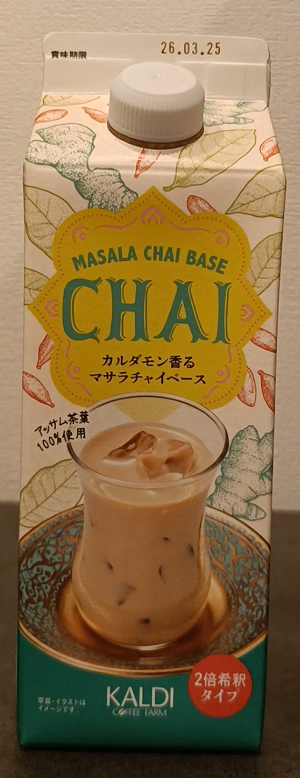 賞味期限 26.03.25
MASALA CHAI BASE
CHAI
カルダモン香る
マサラチャイベース
アッサム茶葉
100%使用
2倍希釈
タイプ
写真・イラストは
イメージです。
KALDI
COFFEE FARM